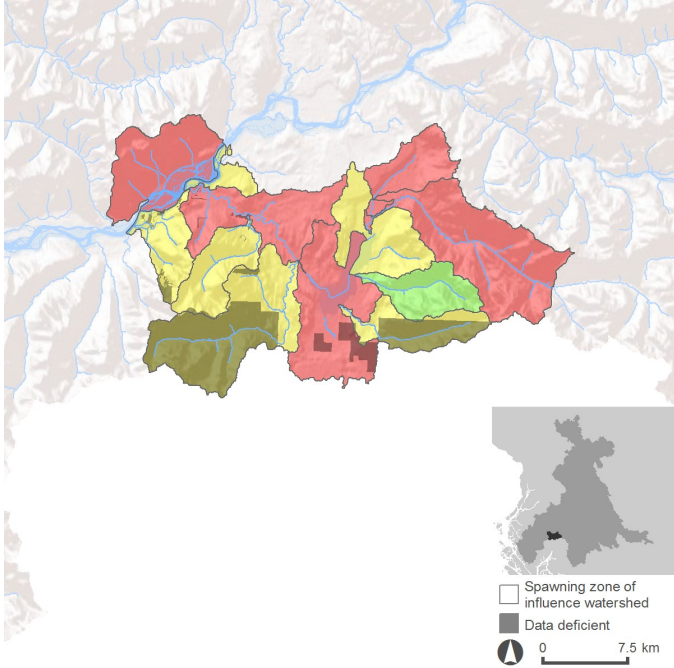 Spawning zone of
influence watershed
Data deficient
0 7.5 km